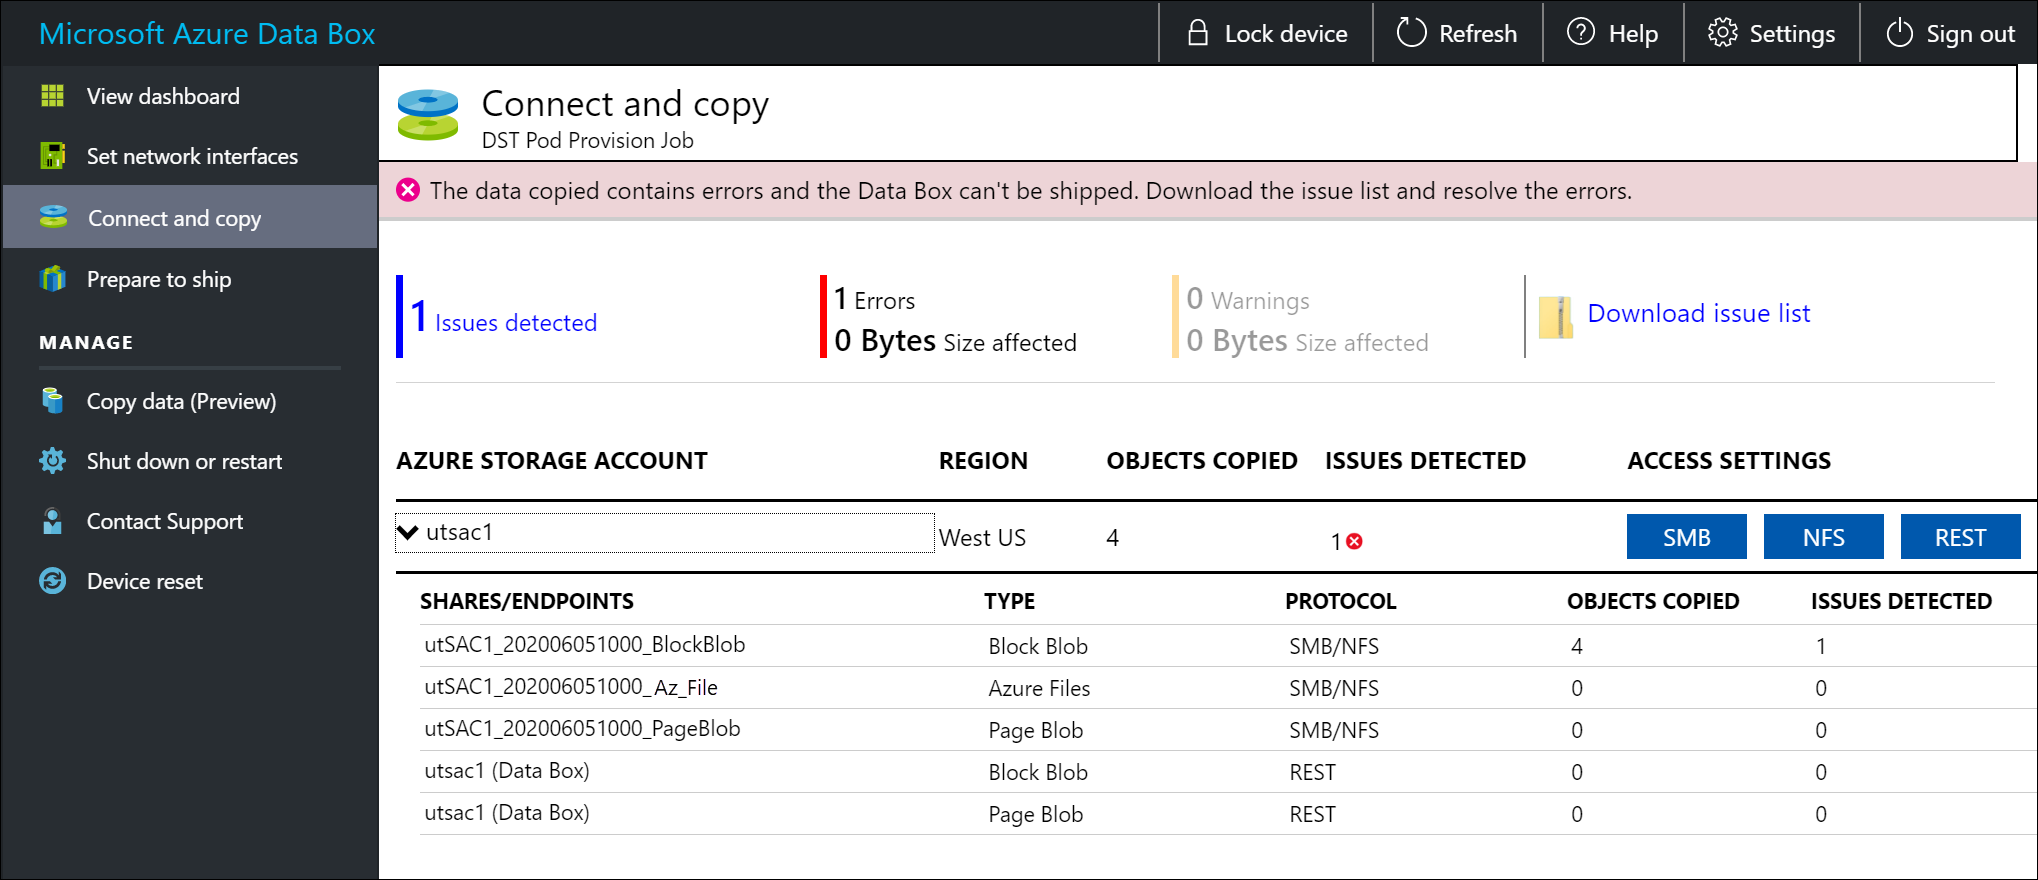 Microsoft Azure Data Box
Lock device
Refresh
Help
Settings
Sign out
View dashboard
Set network interfaces
Connect and copy
Prepare to ship
MANAGE
Copy data (Preview)
Shut down or restart
Contact Support
Device reset
Connect and copy
DST Pod Provision Job
The data copied contains errors and the Data Box can't be shipped. Download the issue list and resolve the errors.
1 Issues detected
1 Errors
0 Bytes Size affected
0 Warnings
0 Bytes Size affected
Download issue list
AZURE STORAGE ACCOUNT REGION OBJECTS COPIED ISSUES DETECTED ACCESS SETTINGS
utsac1 West US 4 1 SMB NFS REST
SHARES/ENDPOINTS TYPE PROTOCOL OBJECTS COPIED ISSUES DETECTED
utSAC1_202006051000_BlockBlob Block Blob SMB/NFS 4 1
utSAC1_202006051000_Az_File Azure Files SMB/NFS 0 0
utSAC1_202006051000_PageBlob Page Blob SMB/NFS 0 0
utsac1 (Data Box) Block Blob REST 0 0
utsac1 (Data Box) Page Blob REST 0 0